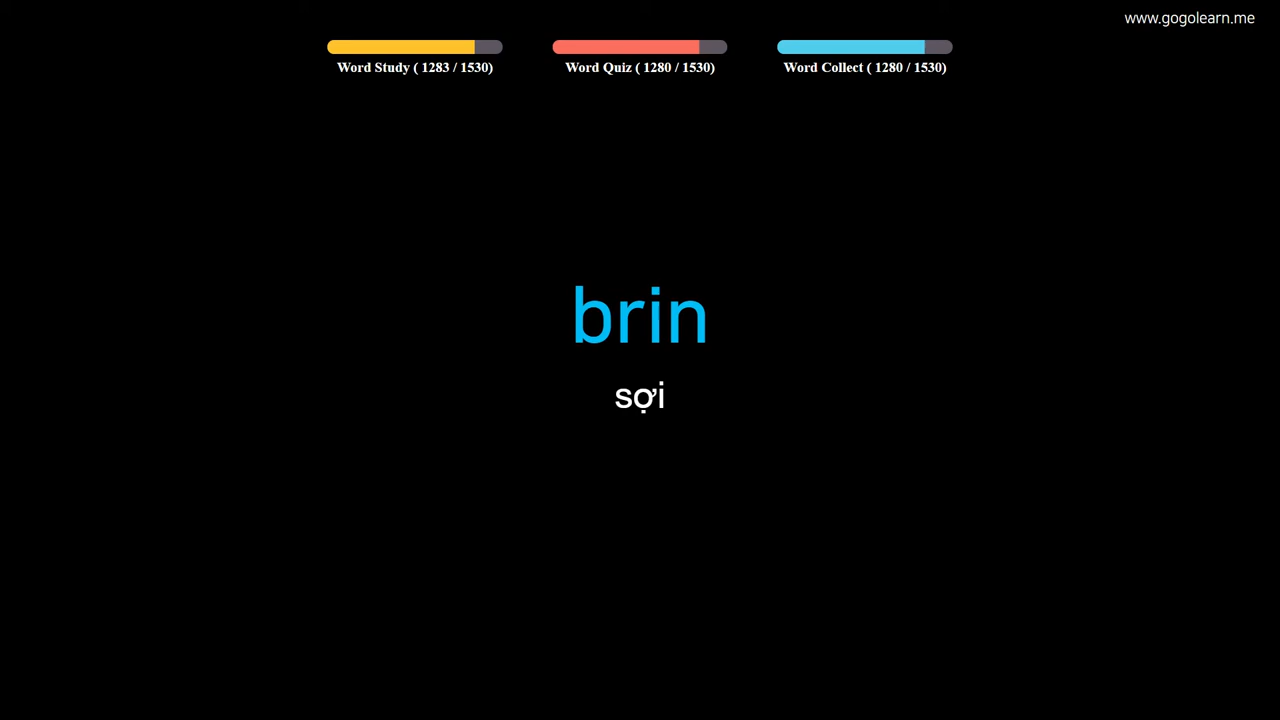 www.gogolearn.me
Word Study ( 1283 / 1530)
Word Quiz ( 1280 / 1530)
Word Collect ( 1280 / 1530)
brin
sợi